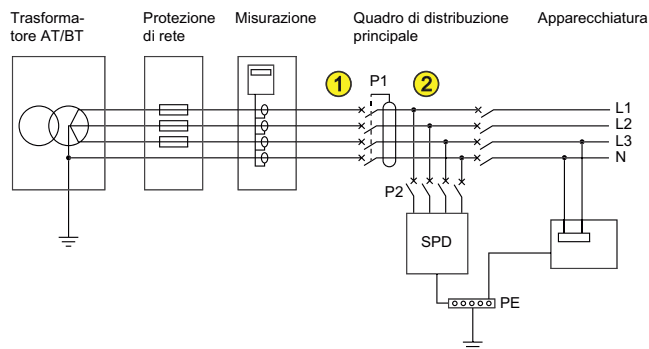 Trasforma-
tore AT/BT
Protezione
di rete
Misurazione
Quadro di distribuzione
principale
Apparecchiatura
1
P1
2
L1
L2
L3
N
P2
SPD
PE